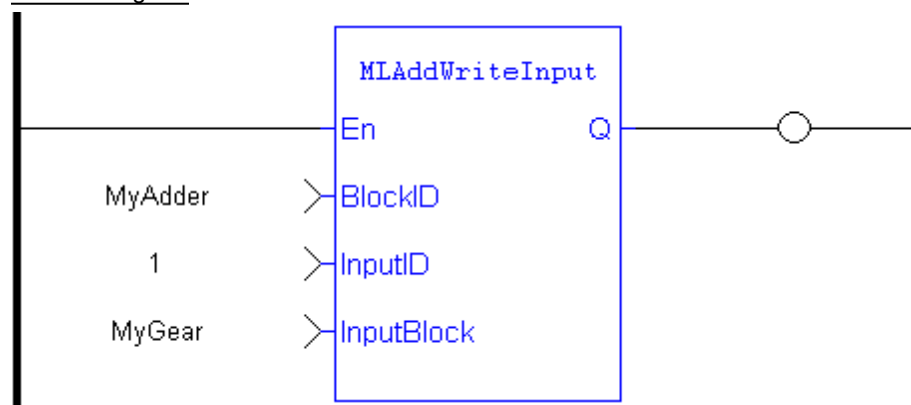 MLAddWriteInput
En Q
MyAdder BlockID
1 InputID
MyGear InputBlock